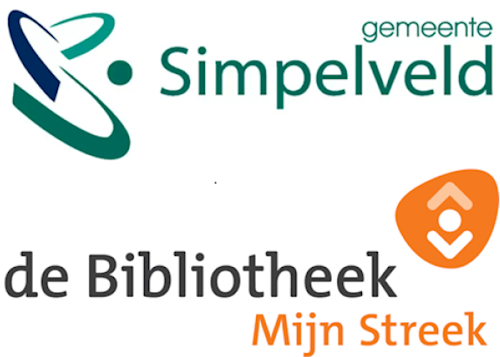 gemeente
Simpelveld
de Bibliotheek
Mijn Streek